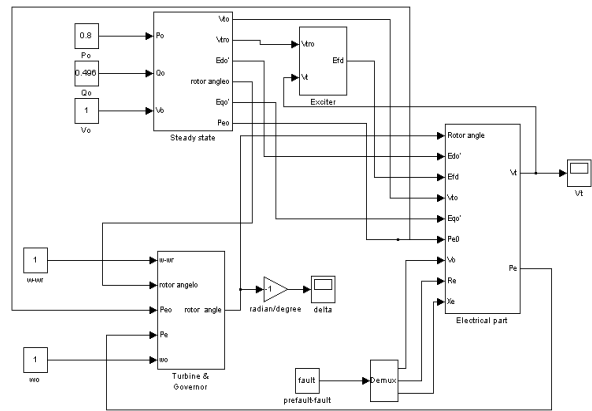 0.8
Po
0.496
Qo
1
Vo
Po
Qo
Vo
Vto
Vtro
Edo'
rotor angleo
Eqo'
Peo
Steady state
Vtro
Vt
Efd
Exciter
Rotor angle
Edo'
Efd
Vto
Eqo'
Pe0
Vo
Re
Xe
Vt
Pe
Electrical part
Vt
1
w-wr
1
wo
w-wr
rotor angelo
Peo
Pe
wo
rotor angle
Turbine &
Governor
-1
radian/degree
delta
fault
prefault-fault
Demux